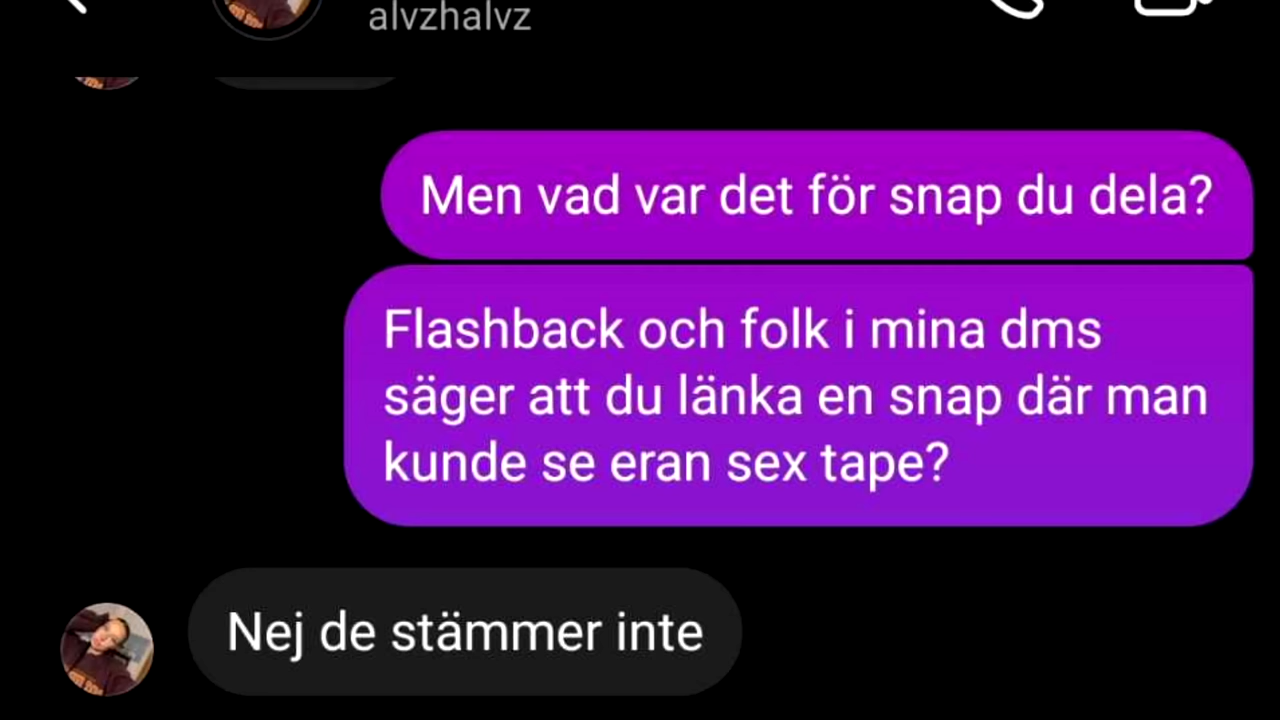 alvzhalvz
Men vad var det för snap du dela?
Flashback och folk i mina dms
säger att du länka en snap där man
kunde se eran sex tape?
Nej de stämmer inte